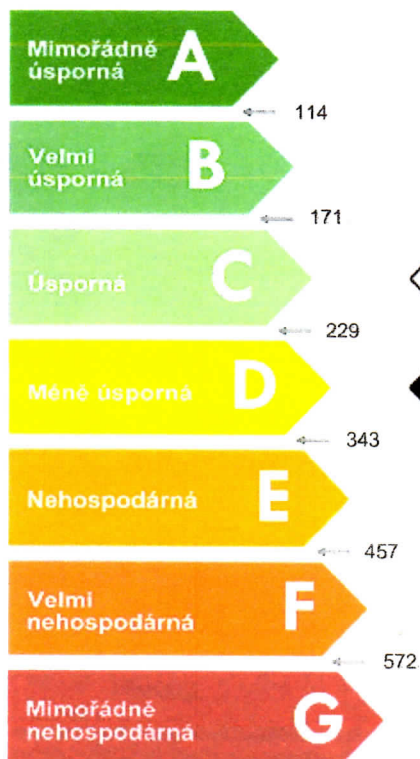 Mimořádně
úsporná
A
114
Velmi
úsporná
B
171
Úsporná
C
229
Méně úsporná
D
343
Nehospodárná
E
457
Velmi
nehospodárná
F
572
Mimořádně
nehospodárná
G